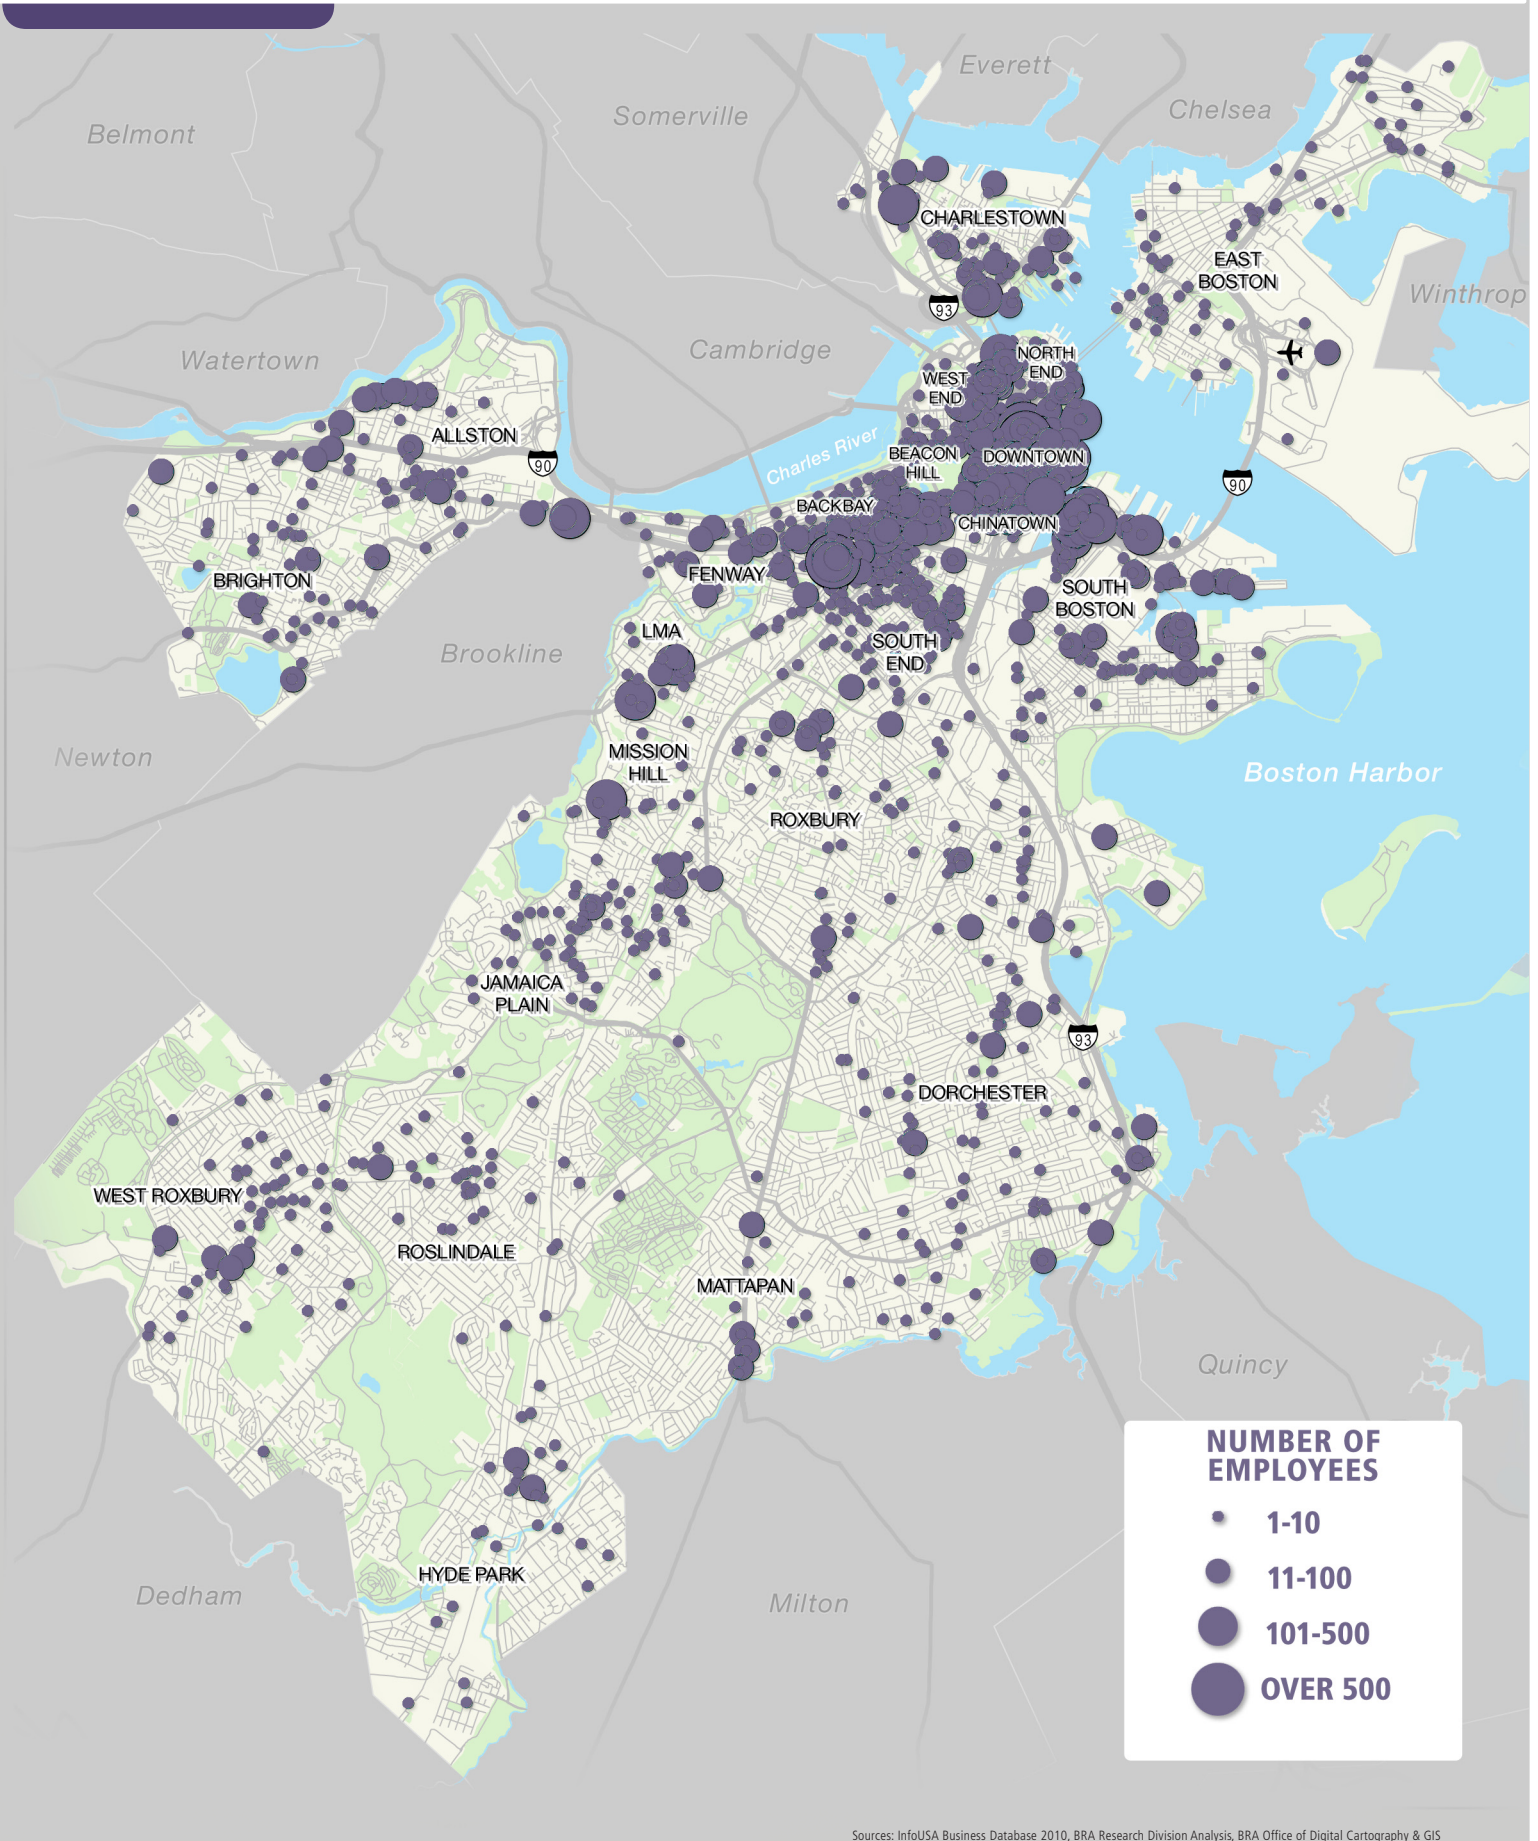 Everett
Chelsea
Somerville
Belmont
CHARLESTOWN
EAST
BOSTON
Winthrop
93
Cambridge
NORTH
END
Watertown
WEST
END
ALLSTON
Charles River
BEACON
HILL
DOWNTOWN
90
90
BACKBAY
CHINATOWN
FENWAY
BRIGHTON
SOUTH
BOSTON
LMA
Brookline
SOUTH
END
Newton
MISSION
HILL
Boston Harbor
ROXBURY
JAMAICA
PLAIN
93
DORCHESTER
WEST ROXBURY
ROSLINDALE
MATTAPAN
Quincy
HYDE PARK
Dedham
Milton
NUMBER OF
EMPLOYEES
1-10
11-100
101-500
OVER 500
Sources: InfoUSA Business Database 2010, BRA Research Division Analysis, BRA Office of Digital Cartography & GIS